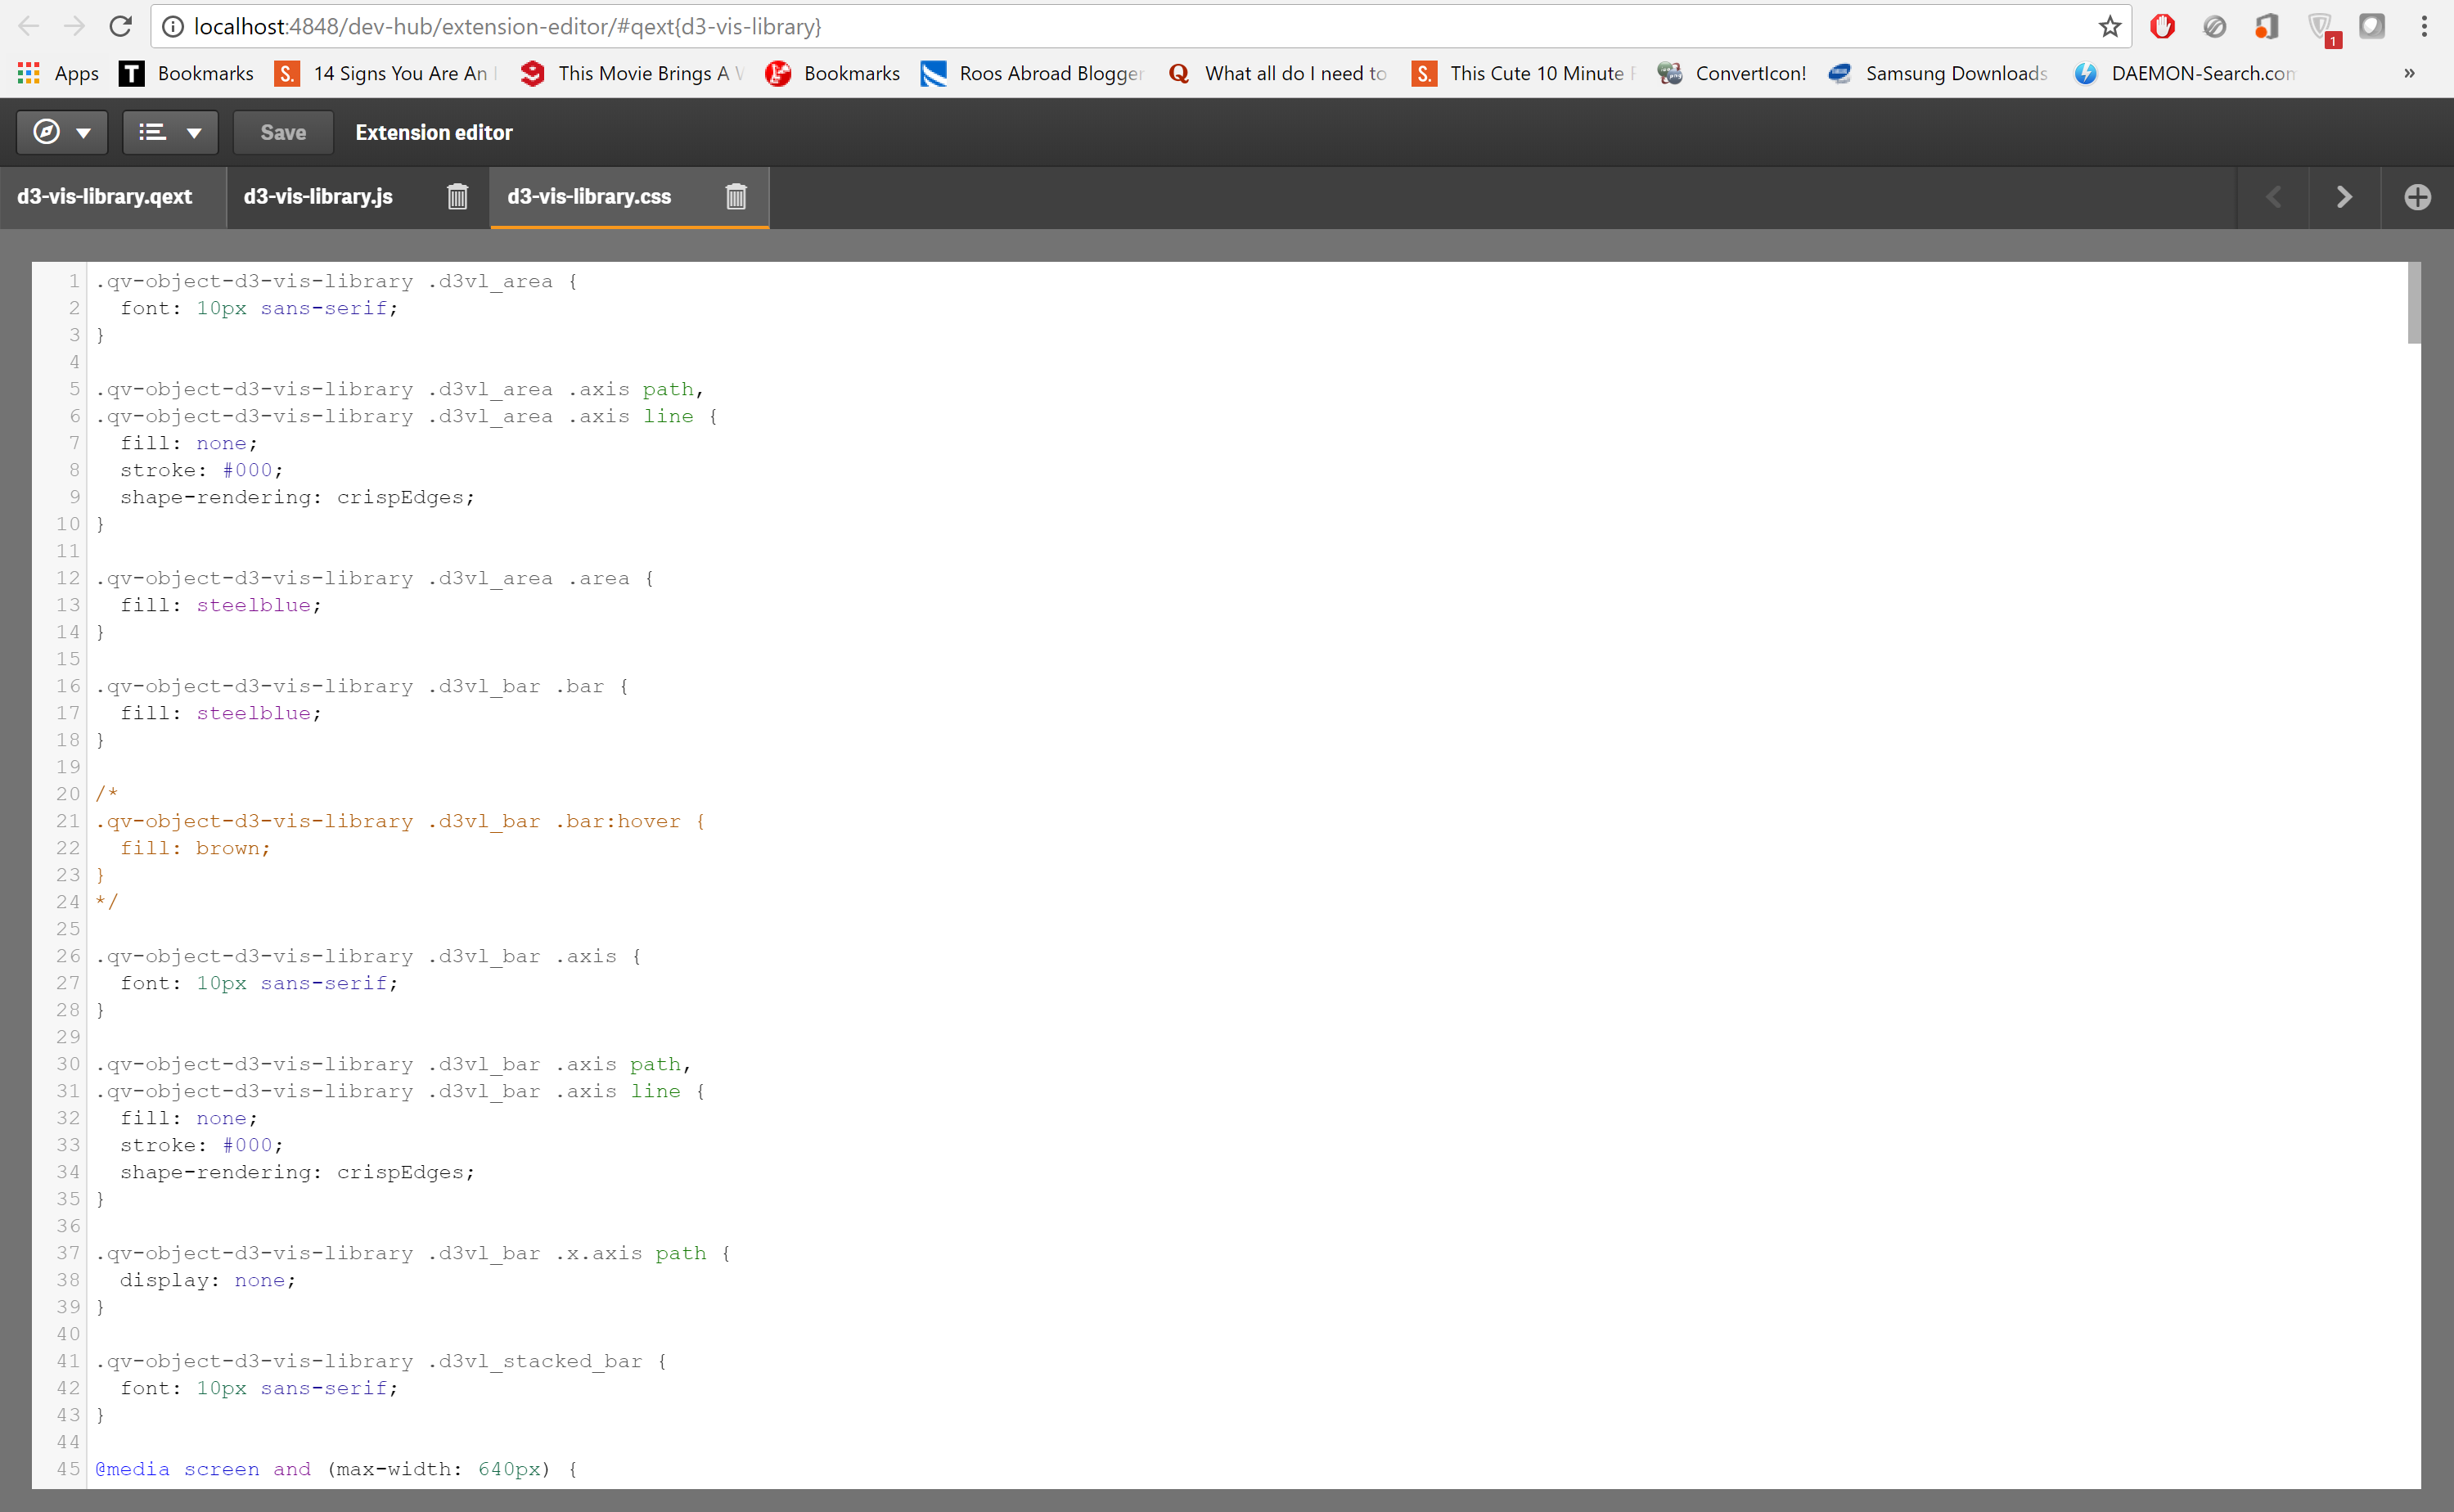 localhost:4848/dev-hub/extension-editor/#qext{d3-vis-library}
1
Apps
T Bookmarks
S. 14 Signs You Are An
This Movie Brings A
Bookmarks
Roos Abroad Blogger
Q What all do I need to
S. This Cute 10 Minute
ConvertIcon!
Samsung Downloads
DAEMON-Search.com
»
Save
Extension editor
d3-vis-library.qext
d3-vis-library.js
d3-vis-library.css
1 .qv-object-d3-vis-library .d3vl_area {
2 font: 10px sans-serif;
3 }
4
5 .qv-object-d3-vis-library .d3vl_area .axis path,
6 .qv-object-d3-vis-library .d3vl_area .axis line {
7 fill: none;
8 stroke: #000;
9 shape-rendering: crispEdges;
10 }
11
12 .qv-object-d3-vis-library .d3vl_area .area {
13 fill: steelblue;
14 }
15
16 .qv-object-d3-vis-library .d3vl_bar .bar {
17 fill: steelblue;
18 }
19
20 /*
21 .qv-object-d3-vis-library .d3vl_bar .bar:hover {
22 fill: brown;
23 }
24 */
25
26 .qv-object-d3-vis-library .d3vl_bar .axis {
27 font: 10px sans-serif;
28 }
29
30 .qv-object-d3-vis-library .d3vl_bar .axis path,
31 .qv-object-d3-vis-library .d3vl_bar .axis line {
32 fill: none;
33 stroke: #000;
34 shape-rendering: crispEdges;
35 }
36
37 .qv-object-d3-vis-library .d3vl_bar .x.axis path {
38 display: none;
39 }
40
41 .qv-object-d3-vis-library .d3vl_stacked_bar {
42 font: 10px sans-serif;
43 }
44
45 @media screen and (max-width: 640px) {